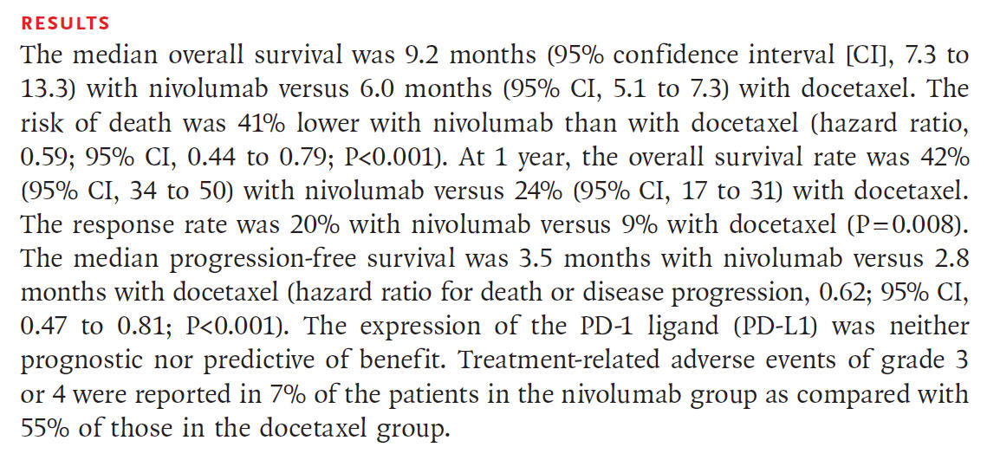 RESULTS
The median overall survival was 9.2 months (95% confidence interval [CI], 7.3 to
13.3) with nivolumab versus 6.0 months (95% CI, 5.1 to 7.3) with docetaxel. The
risk of death was 41% lower with nivolumab than with docetaxel (hazard ratio,
0.59; 95% CI, 0.44 to 0.79; P<0.001). At 1 year, the overall survival rate was 42%
(95% CI, 34 to 50) with nivolumab versus 24% (95% CI, 17 to 31) with docetaxel.
The response rate was 20% with nivolumab versus 9% with docetaxel (P=0.008).
The median progression-free survival was 3.5 months with nivolumab versus 2.8
months with docetaxel (hazard ratio for death or disease progression, 0.62; 95% CI,
0.47 to 0.81; P<0.001). The expression of the PD-1 ligand (PD-L1) was neither
prognostic nor predictive of benefit. Treatment-related adverse events of grade 3
or 4 were reported in 7% of the patients in the nivolumab group as compared with
55% of those in the docetaxel group.